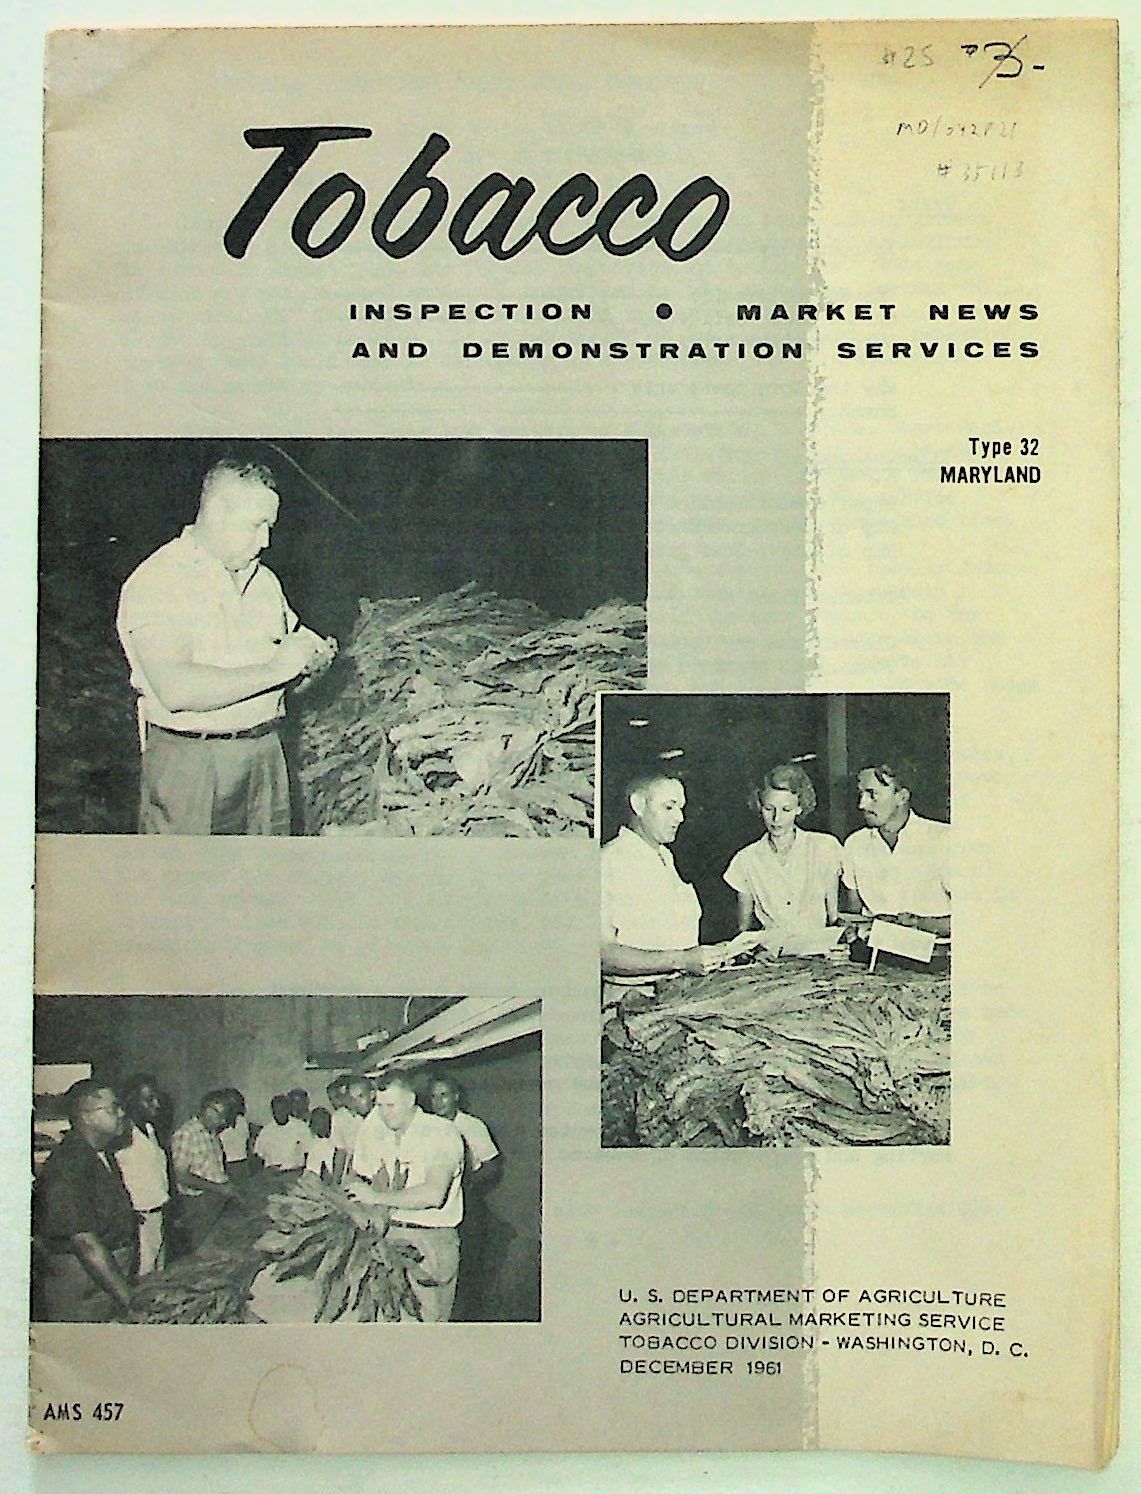 #25
Tobacco
INSPECTION • MARKET NEWS
AND DEMONSTRATION SERVICES
Type 32
MARYLAND
U. S. DEPARTMENT OF AGRICULTURE
AGRICULTURAL MARKETING SERVICE
TOBACCO DIVISION - WASHINGTON, D. C.
DECEMBER 1961
AMS 457